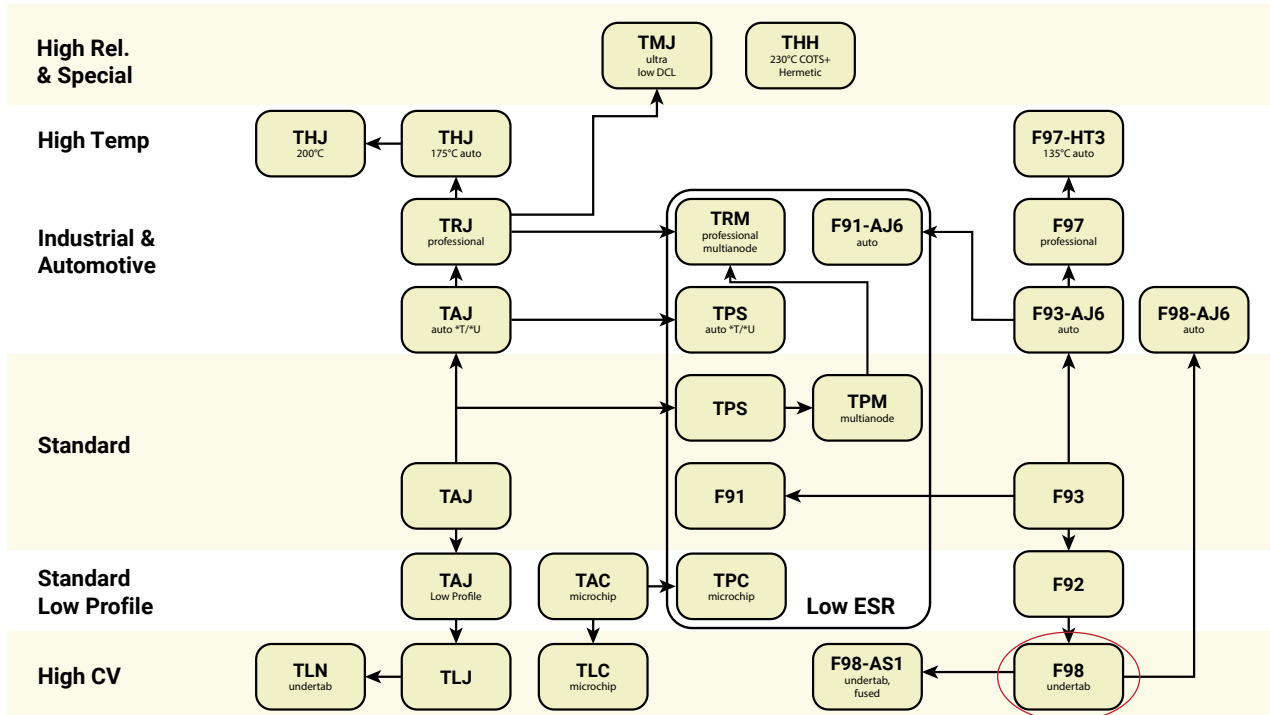 High Rel.
& Special
TMJ
ultra
low DCL
THH
230°C COTS+
Hermetic
High Temp
THJ
200°C
THJ
175°C auto
F97-HT3
135°C auto
Industrial &
Automotive
TRJ
professional
TRM
professional
multianode
F91-AJ6
auto
F97
professional
TAJ
auto *T/*U
TPS
auto *T/*U
F93-AJ6
auto
F98-AJ6
auto
Standard
TPS
TPM
multianode
TAJ
F91
F93
Standard
Low Profile
TAJ
Low Profile
TAC
microchip
TPC
microchip
Low ESR
F92
High CV
TLN
undertab
TLJ
TLC
microchip
F98-AS1
undertab,
fused
F98
undertab